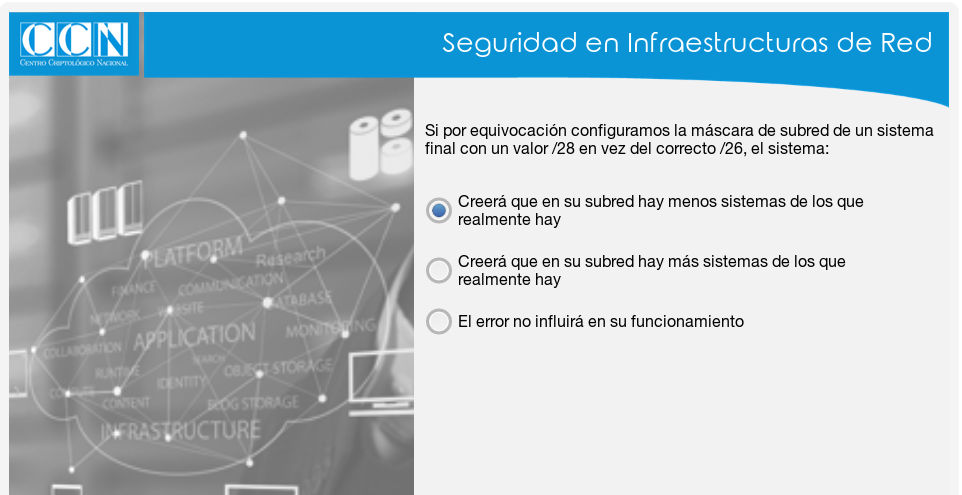 CCN
CENTRO CRIPTOLÓGICO NACIONAL
Seguridad en Infraestructuras de Red
Si por equivocación configuramos la máscara de subred de un sistema
final con un valor /28 en vez del correcto /26, el sistema:
Creerá que en su subred hay menos sistemas de los que
realmente hay
Creerá que en su subred hay más sistemas de los que
realmente hay
El error no influirá en su funcionamiento
PLATFORM
Research
FINANCE
COMMUNICATION
DATABASE
NETWORK
WEBSITE
APPLICATION
MONITORING
COLLABORATION
SEARCH
RUNTIME
OBJECT STORAGE
IDENTITY
COMPUTE
CONTENT
BLOG STORAGE
INFRASTRUCTURE